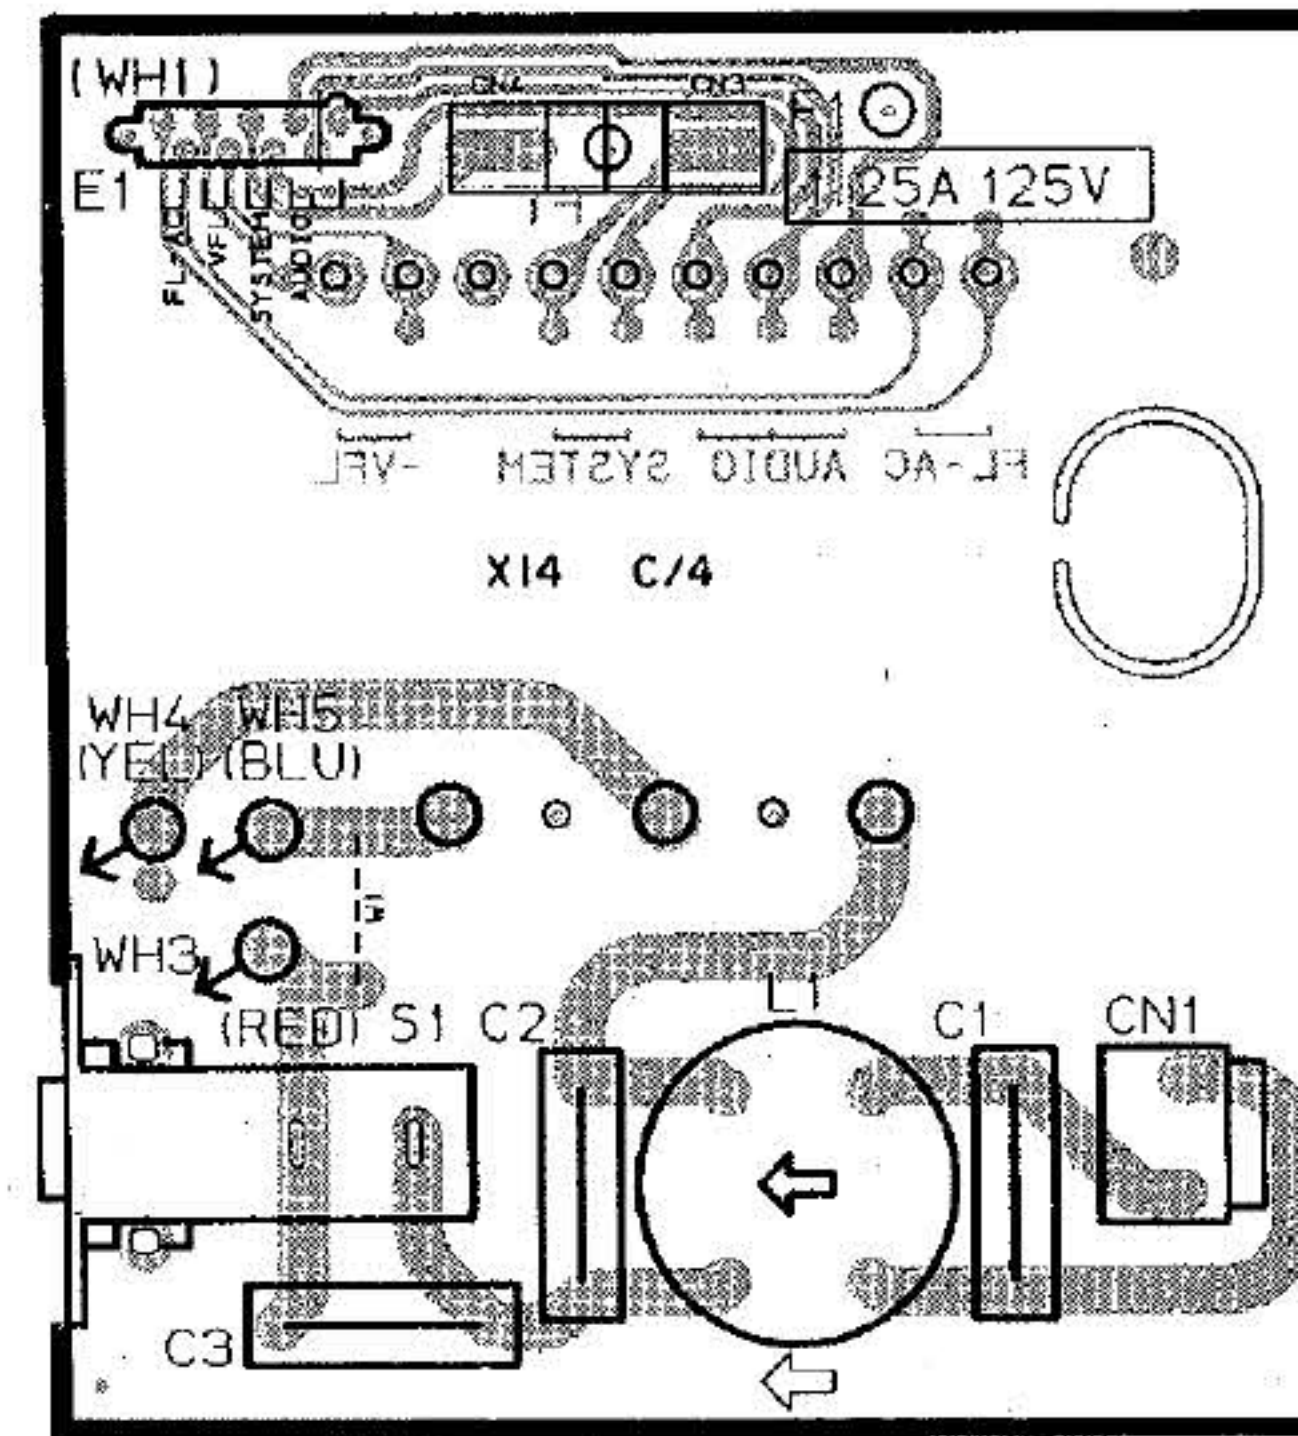 (WH1)
CN4
CN3
F1
1.25A 125V
E1
FL-AC
-VFL
SYSTEM
AUDIO
-VFL SYSTEM AUDIO FL-AC
X14 C/4
WH4 WH5
(YEL) (BLU)
W1
WH3
(RED) S1 C2 L1 C1 CN1
C3